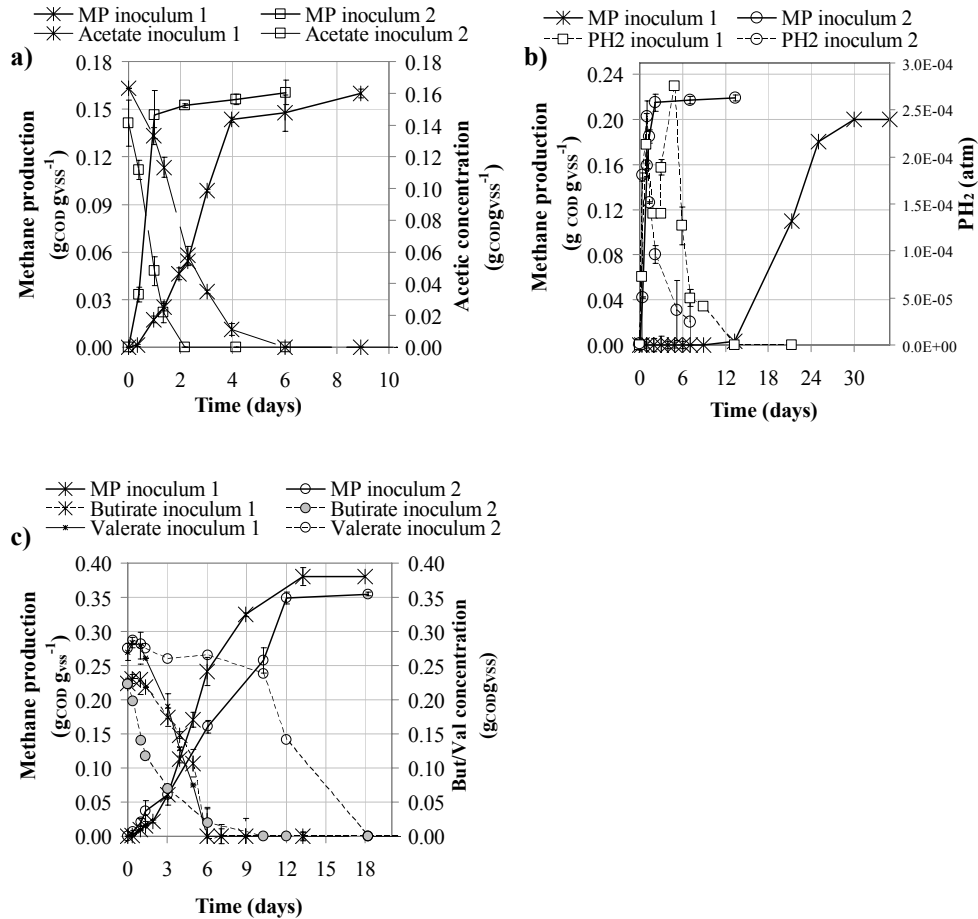 MP inoculum 1 MP inoculum 2
Acetate inoculum 1 Acetate inoculum 2
a)
0.18 0.18
0.15 0.16
0.14
0.12 0.12
0.09 0.10
0.08
0.06 0.06
0.03 0.04
0.02
0.00 0.00
Methane production
(gCOD gVSS⁻¹)
Acetic concentration
(gCODgVSS⁻¹)
0 2 4 6 8 10
Time (days)
MP inoculum 1 MP inoculum 2
PH2 inoculum 1 PH2 inoculum 2
b)
0.24 3.0E-04
0.20 2.5E-04
0.16 2.0E-04
0.12 1.5E-04
0.08 1.0E-04
0.04 5.0E-05
0.00 0.0E+00
Methane production
(g COD gVSS⁻¹)
PH₂ (atm)
0 6 12 18 24 30
Time (days)
MP inoculum 1 MP inoculum 2
Butirate inoculum 1 Butirate inoculum 2
Valerate inoculum 1 Valerate inoculum 2
c)
0.40 0.40
0.35 0.35
0.30 0.30
0.25 0.25
0.20 0.20
0.15 0.15
0.10 0.10
0.05 0.05
0.00 0.00
Methane production
(gCOD gVSS⁻¹)
But/Val concentration
(gCODgVSS)
0 3 6 9 12 15 18
Time (days)